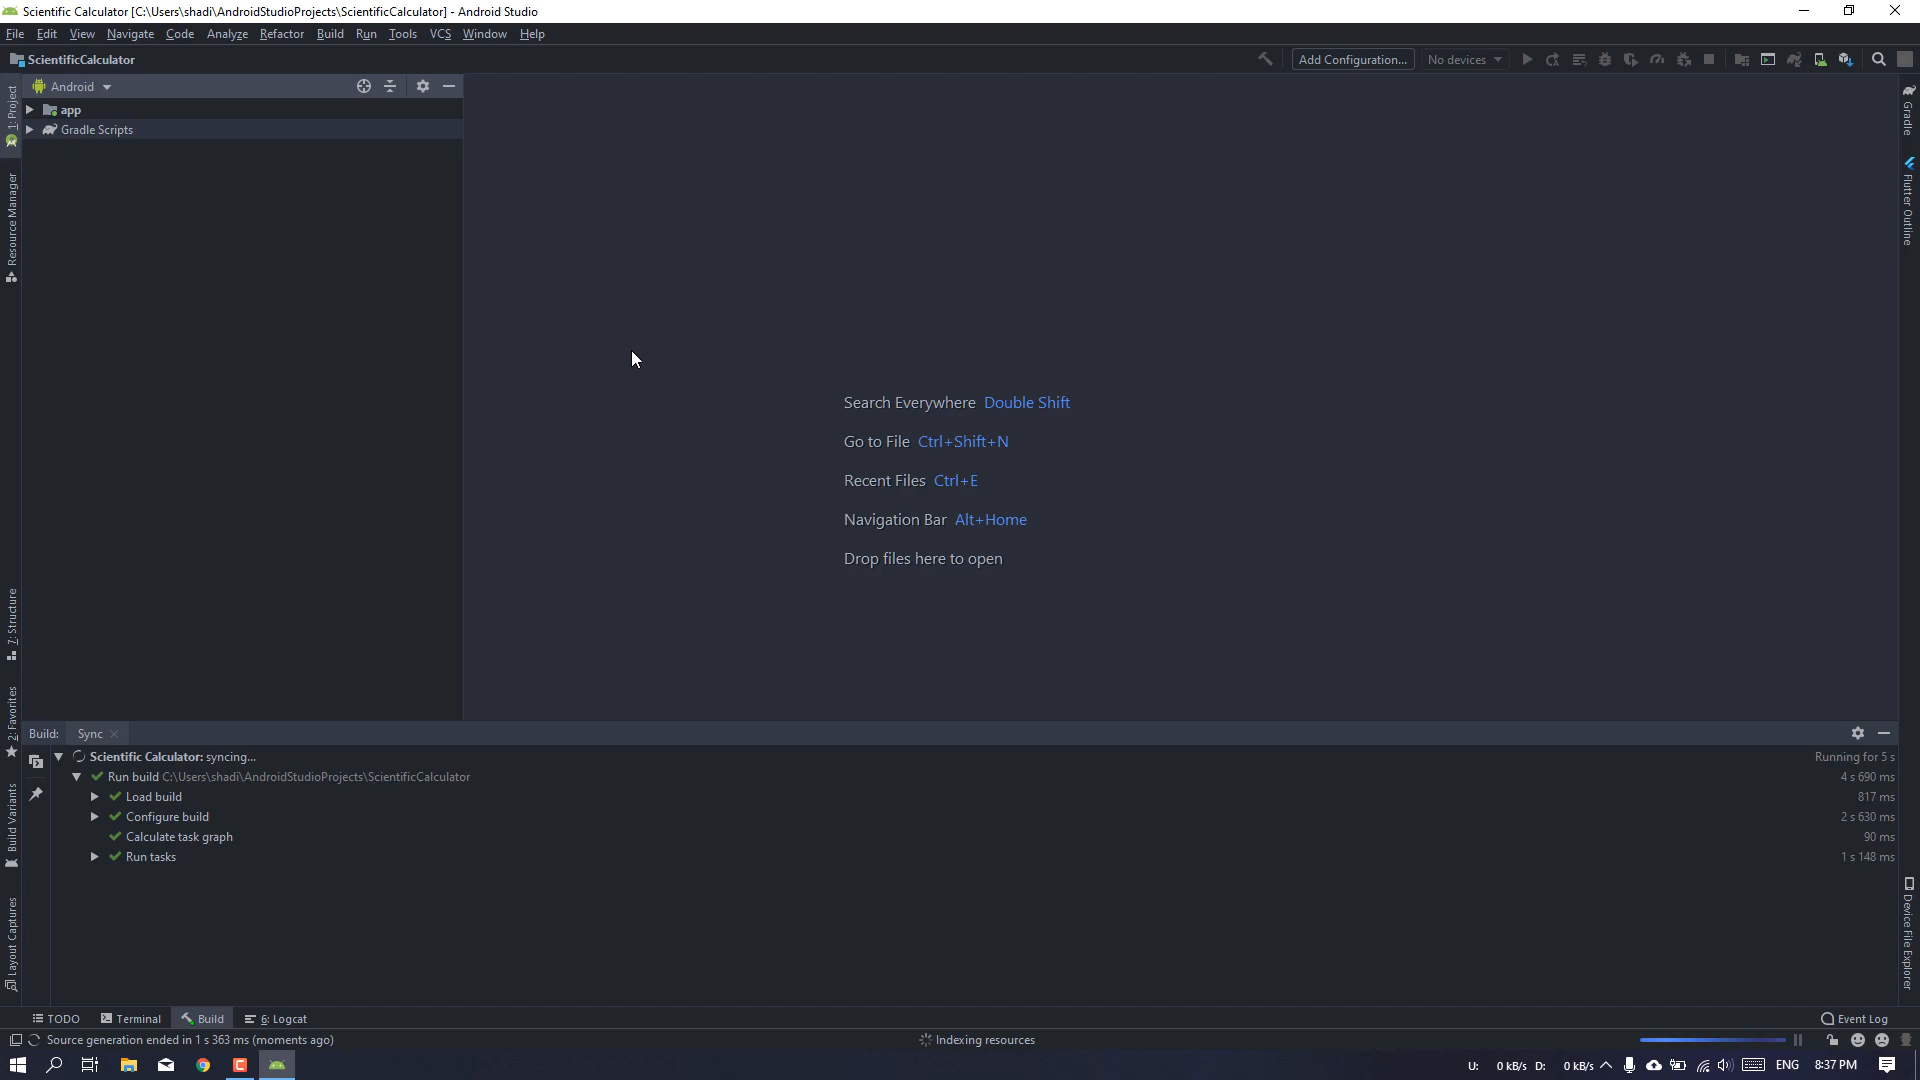 Scientific Calculator [C:\Users\shadi\AndroidStudioProjects\ScientificCalculator] - Android Studio
File Edit View Navigate Code Analyze Refactor Build Run Tools VCS Window Help
ScientificCalculator
Add Configuration...
No devices
1: Project
Resource Manager
7: Structure
2: Favorites
Build Variants
Layout Captures
Android
app
Gradle Scripts
Search Everywhere Double Shift
Go to File Ctrl+Shift+N
Recent Files Ctrl+E
Navigation Bar Alt+Home
Drop files here to open
Gradle
Flutter Outline
Device File Explorer
Build: Sync
Scientific Calculator: syncing... Running for 5 s
Run build C:\Users\shadi\AndroidStudioProjects\ScientificCalculator 4 s 690 ms
Load build 817 ms
Configure build 2 s 630 ms
Calculate task graph 90 ms
Run tasks 1 s 148 ms
TODO Terminal Build 6: Logcat Event Log
Source generation ended in 1 s 363 ms (moments ago) Indexing resources
U: 0 kB/s D: 0 kB/s ENG 8:37 PM